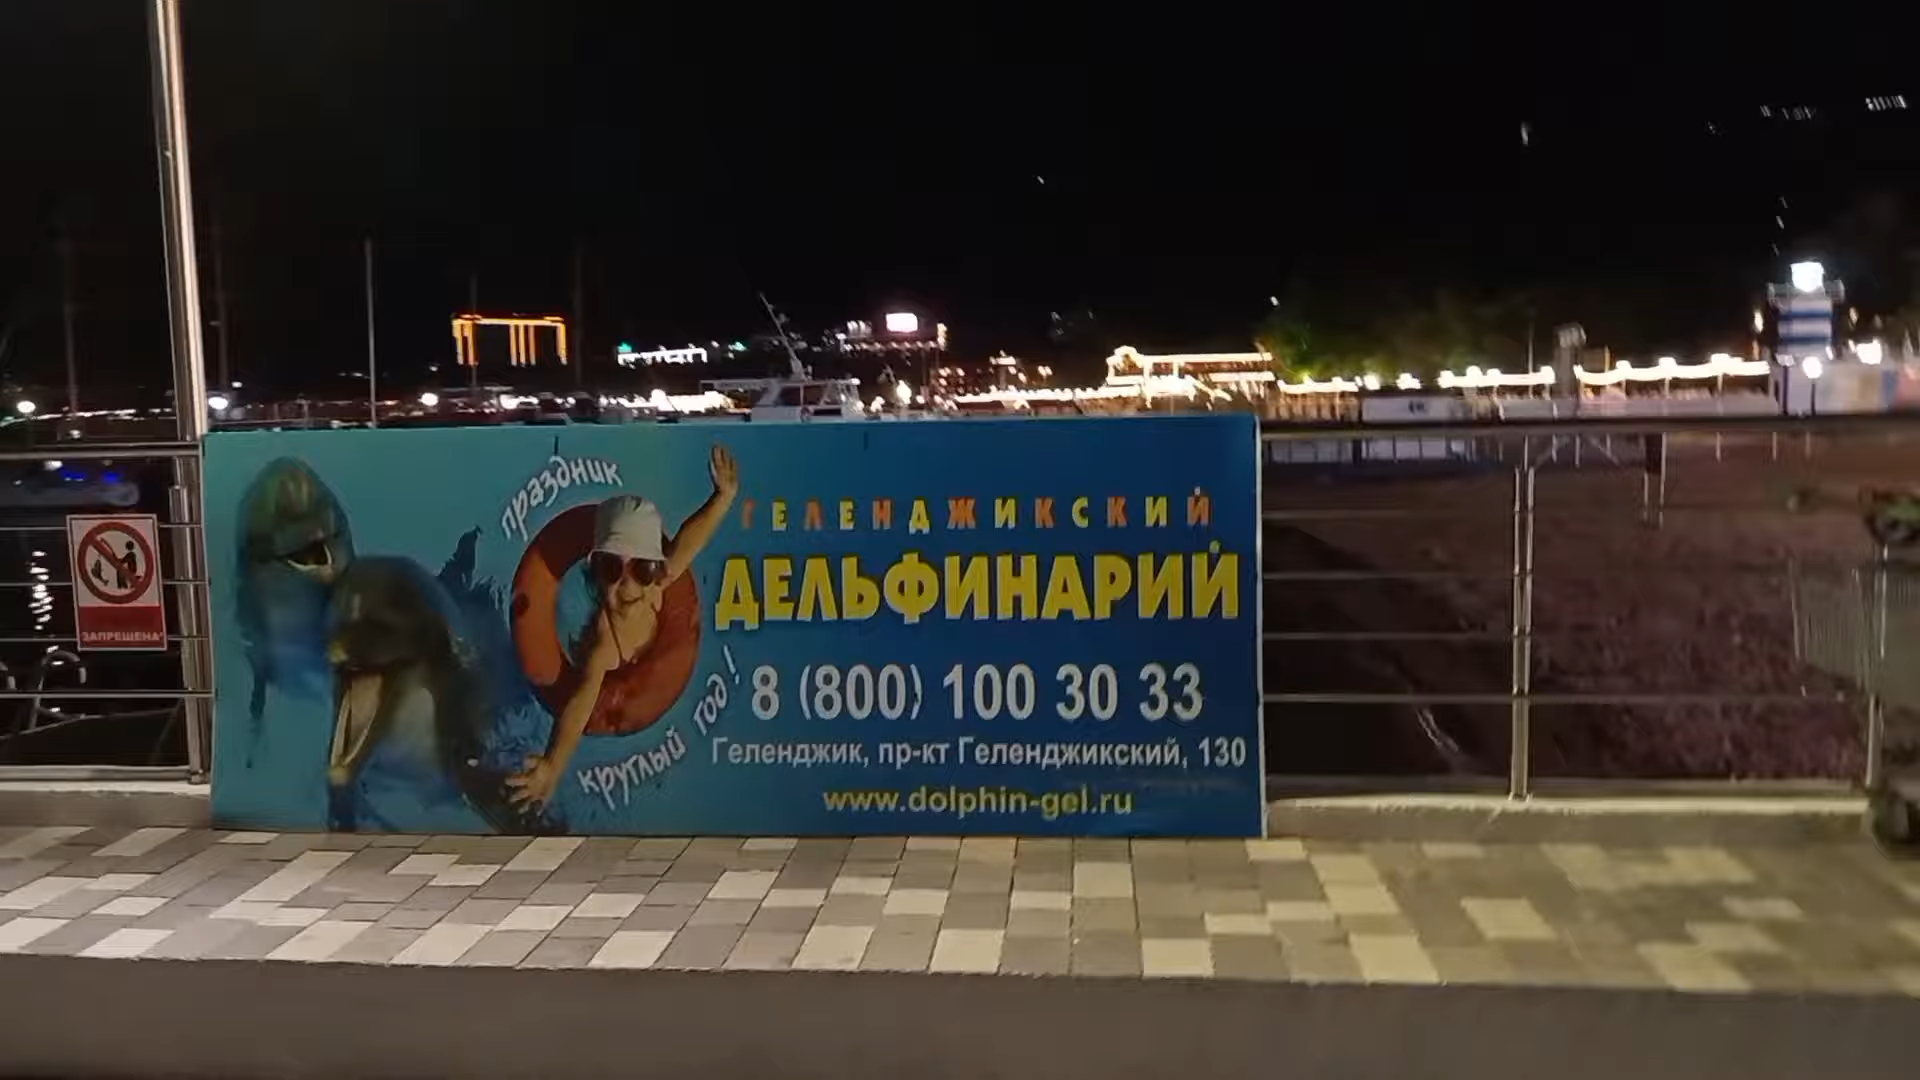 праздник
круглый год!
ГЕЛЕНДЖИКСКИЙ
ДЕЛЬФИНАРИЙ
8 (800) 100 30 33
Геленджик, пр-кт Геленджикский, 130
www.dolphin-gel.ru
ЗАПРЕЩЕНА